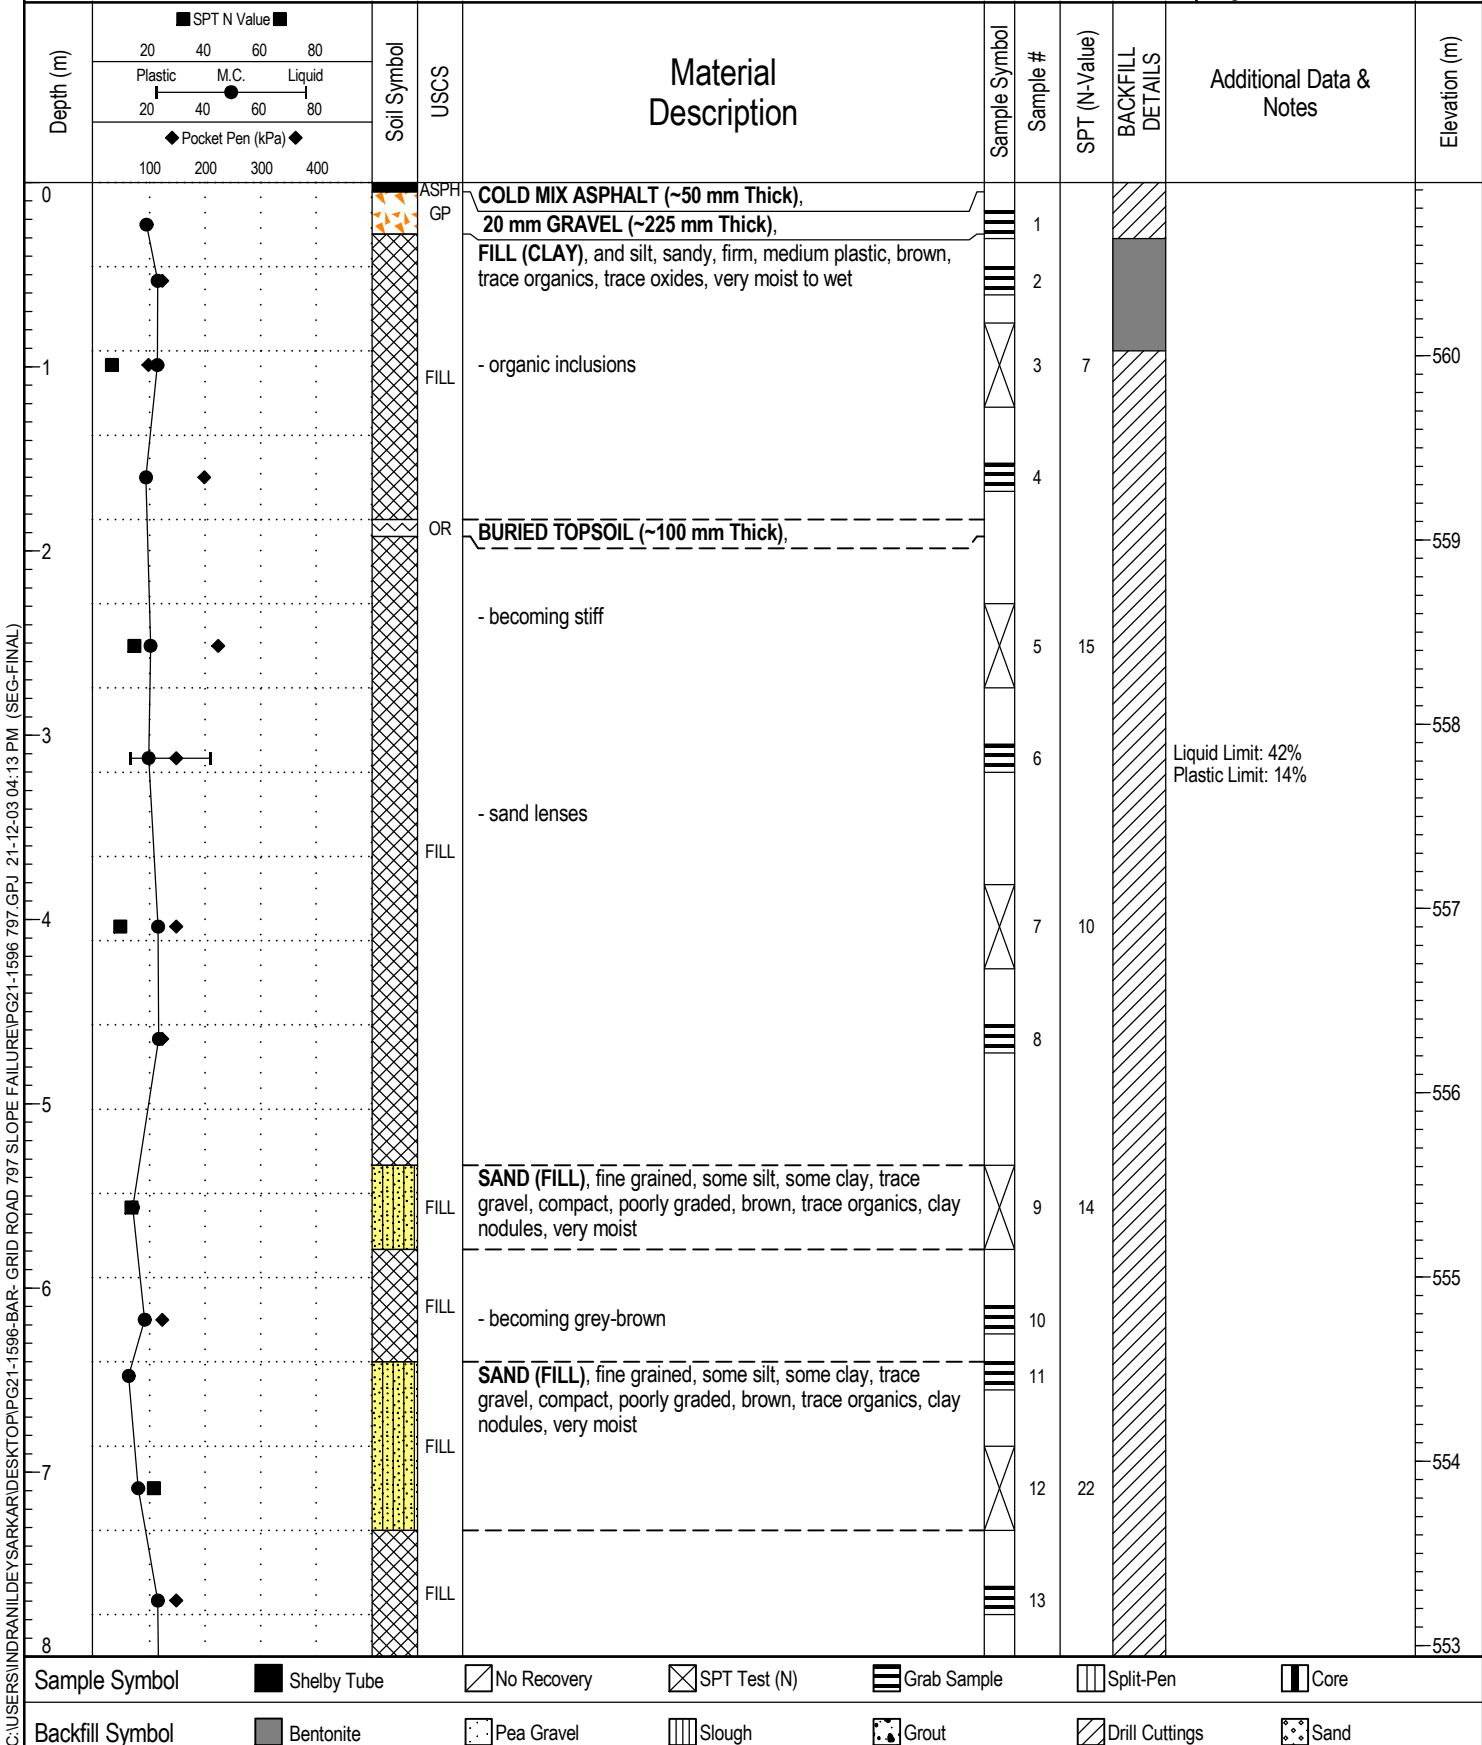 SPT N Value
20 40 60 80
Plastic M.C. Liquid
20 40 60 80
Pocket Pen (kPa)
100 200 300 400
Depth (m)
Soil Symbol
USCS
Material
Description
Sample Symbol
Sample #
SPT (N-Value)
BACKFILL
DETAILS
Additional Data &
Notes
Elevation (m)
0
ASPH
COLD MIX ASPHALT (~50 mm Thick),
GP
20 mm GRAVEL (~225 mm Thick),
1
FILL (CLAY), and silt, sandy, firm, medium plastic, brown,
trace organics, trace oxides, very moist to wet
2
560
1
FILL
- organic inclusions
3 7
4
OR
BURIED TOPSOIL (~100 mm Thick),
2
559
- becoming stiff
5 15
3
558
6
Liquid Limit: 42%
Plastic Limit: 14%
- sand lenses
FILL
557
4
7 10
8
5
556
SAND (FILL), fine grained, some silt, some clay, trace
gravel, compact, poorly graded, brown, trace organics, clay
nodules, very moist
FILL
9 14
6
555
FILL
- becoming grey-brown
10
SAND (FILL), fine grained, some silt, some clay, trace
gravel, compact, poorly graded, brown, trace organics, clay
nodules, very moist
11
FILL
554
7
12 22
FILL
13
8
553
C:\USERS\INDRANILDEYSARKAR\DESKTOP\PG21-1596-BAR- GRID ROAD 797 SLOPE FAILURE\PG21-1596 797.GPJ 21-12-03 04:13 PM (SEG-FINAL)
Sample Symbol Shelby Tube No Recovery SPT Test (N) Grab Sample Split-Pen Core
Backfill Symbol Bentonite Pea Gravel Slough Grout Drill Cuttings Sand